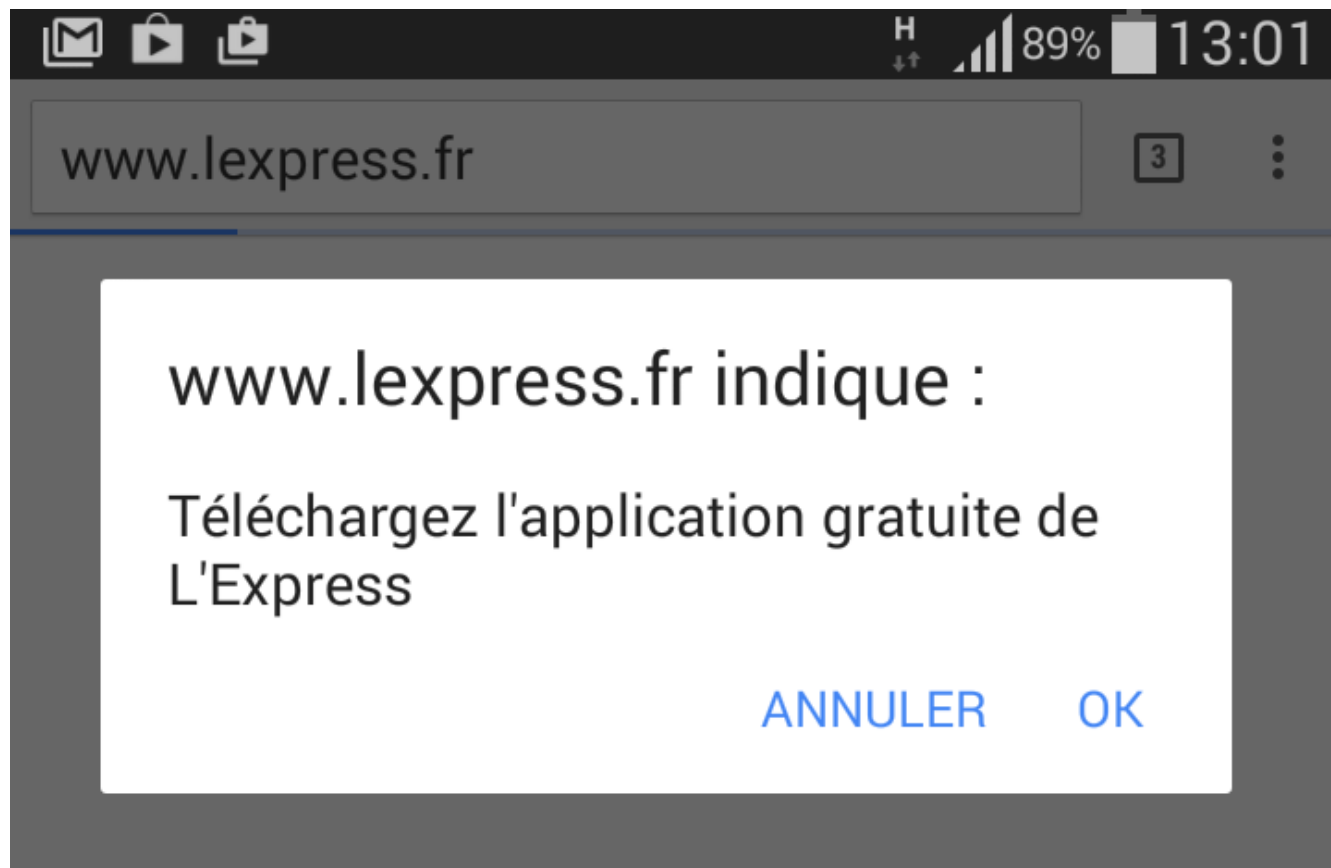 H 89% 13:01
www.lexpress.fr 3
www.lexpress.fr indique :
Téléchargez l'application gratuite de
L'Express
ANNULER OK